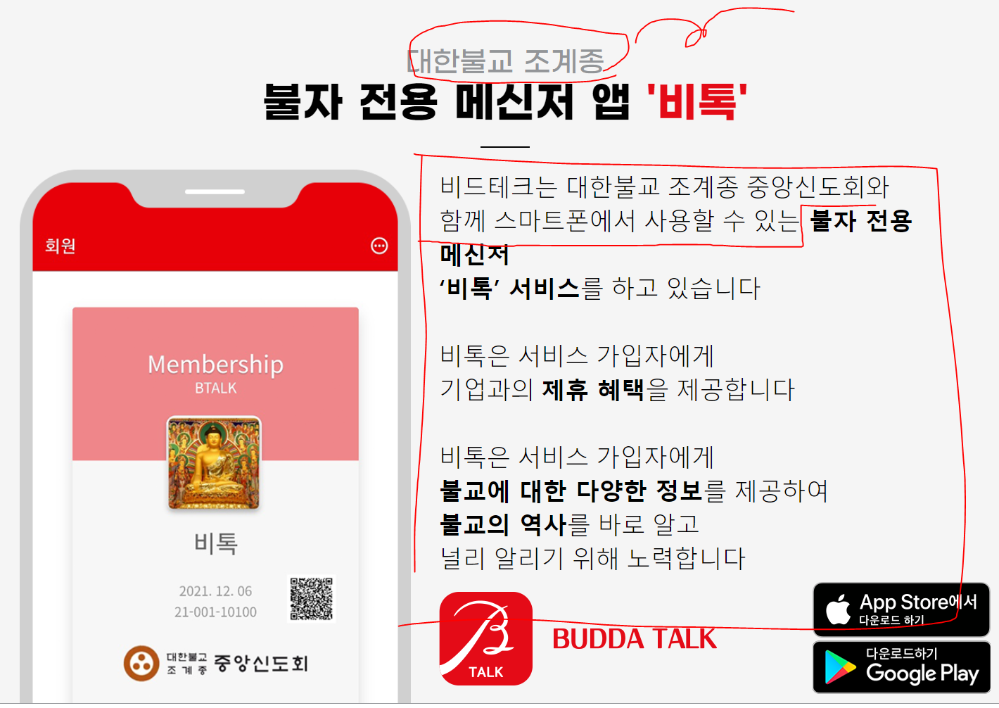 대한불교 조계종
불자 전용 메신저 앱 '비톡'
회원
Membership
BTALK
비톡
2021. 12. 06
21-001-10100
대한불교
조계종
중앙신도회
비드테크는 대한불교 조계종 중앙신도회와
함께 스마트폰에서 사용할 수 있는 불자 전용
메신저
‘비톡’ 서비스를 하고 있습니다
비톡은 서비스 가입자에게
기업과의 제휴 혜택을 제공합니다
비톡은 서비스 가입자에게
불교에 대한 다양한 정보를 제공하여
불교의 역사를 바로 알고
널리 알리기 위해 노력합니다
B
TALK
BUDDA TALK
App Store에서
다운로드 하기
다운로드하기
Google Play